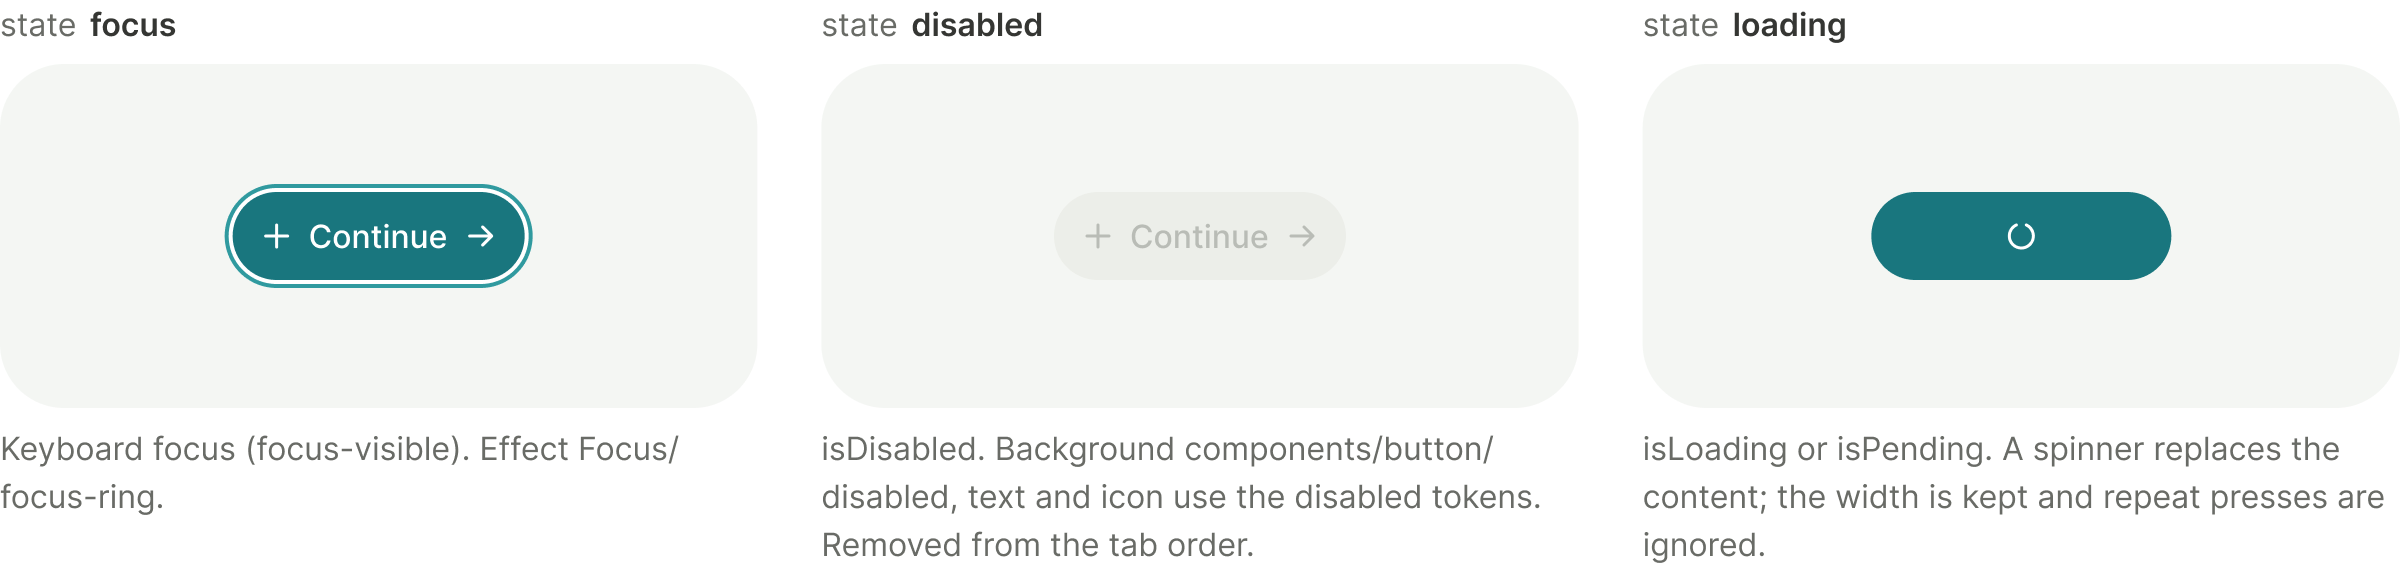 state focus
Continue
Keyboard focus (focus-visible). Effect Focus/
focus-ring.
state disabled
Continue
isDisabled. Background components/button/
disabled, text and icon use the disabled tokens.
Removed from the tab order.
state loading
isLoading or isPending. A spinner replaces the
content; the width is kept and repeat presses are
ignored.